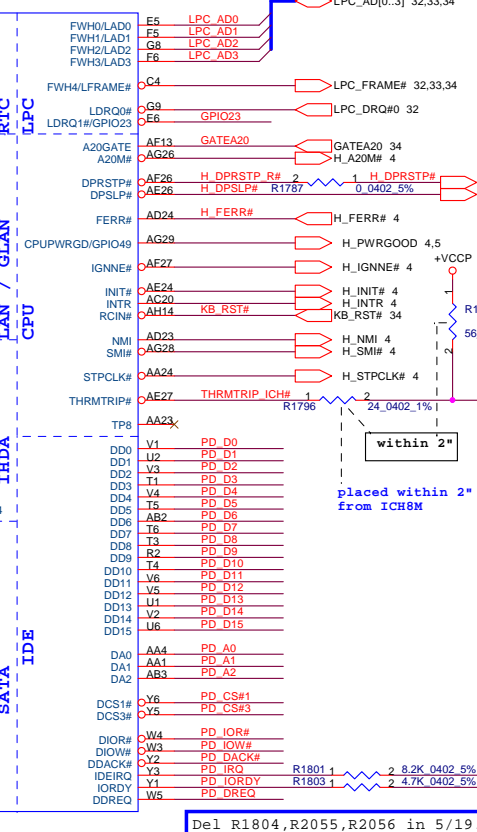 LPC_AD[0..3] 32,33,34
FWH0/LAD0 E5 LPC_AD0
FWH1/LAD1 F5 LPC_AD1
FWH2/LAD2 G8 LPC_AD2
FWH3/LAD3 F6 LPC_AD3
FWH4/LFRAME# C4 LPC_FRAME# 32,33,34
LDRQ0# G9 LPC_DRQ#0 32
LDRQ1#/GPIO23 E6 GPIO23
A20GATE AF13 GATEA20 GATEA20 34
A20M# AG26 H_A20M# 4
DPRSTP# AF26 H_DPRSTP_R# 2 1 H_DPRSTP#
DPSLP# AE26 H_DPSLP# R1787 0_0402_5%
FERR# AD24 H_FERR# H_FERR# 4
CPUPWRGD/GPIO49 AG29 H_PWRGOOD 4,5
IGNNE# AF27 H_IGNNE# 4
+VCCP
INIT# AE24 H_INIT# 4
INTR AC20 H_INTR 4
RCIN# AH14 KB_RST# KB_RST# 34
1
R1
56
2
NMI AD23 H_NMI 4
SMI# AG28 H_SMI# 4
STPCLK# AA24 H_STPCLK# 4
THRMTRIP# AE27 THRMTRIP_ICH# 1 2
R1796 24_0402_1%
TP8 AA23
within 2"
placed within 2"
from ICH8M
DD0 V1 PD_D0
DD1 U2 PD_D1
DD2 V3 PD_D2
DD3 T1 PD_D3
DD4 V4 PD_D4
DD5 T5 PD_D5
DD6 AB2 PD_D6
DD7 T6 PD_D7
DD8 T3 PD_D8
DD9 R2 PD_D9
DD10 T4 PD_D10
DD11 V6 PD_D11
DD12 V5 PD_D12
DD13 U1 PD_D13
DD14 V2 PD_D14
DD15 U6 PD_D15
DA0 AA4 PD_A0
DA1 AA1 PD_A1
DA2 AB3 PD_A2
DCS1# Y6 PD_CS#1
DCS3# Y5 PD_CS#3
DIOR# W4 PD_IOR#
DIOW# W3 PD_IOW#
DDACK# Y2 PD_DACK#
IDEIRQ Y3 PD_IRQ R1801 1 2 8.2K_0402_5%
IORDY Y1 PD_IORDY R1803 1 2 4.7K_0402_5%
DDREQ W5 PD_DREQ
RTC
LPC
LAN / GLAN
CPU
IHDA
SATA
IDE
Del R1804,R2055,R2056 in 5/19